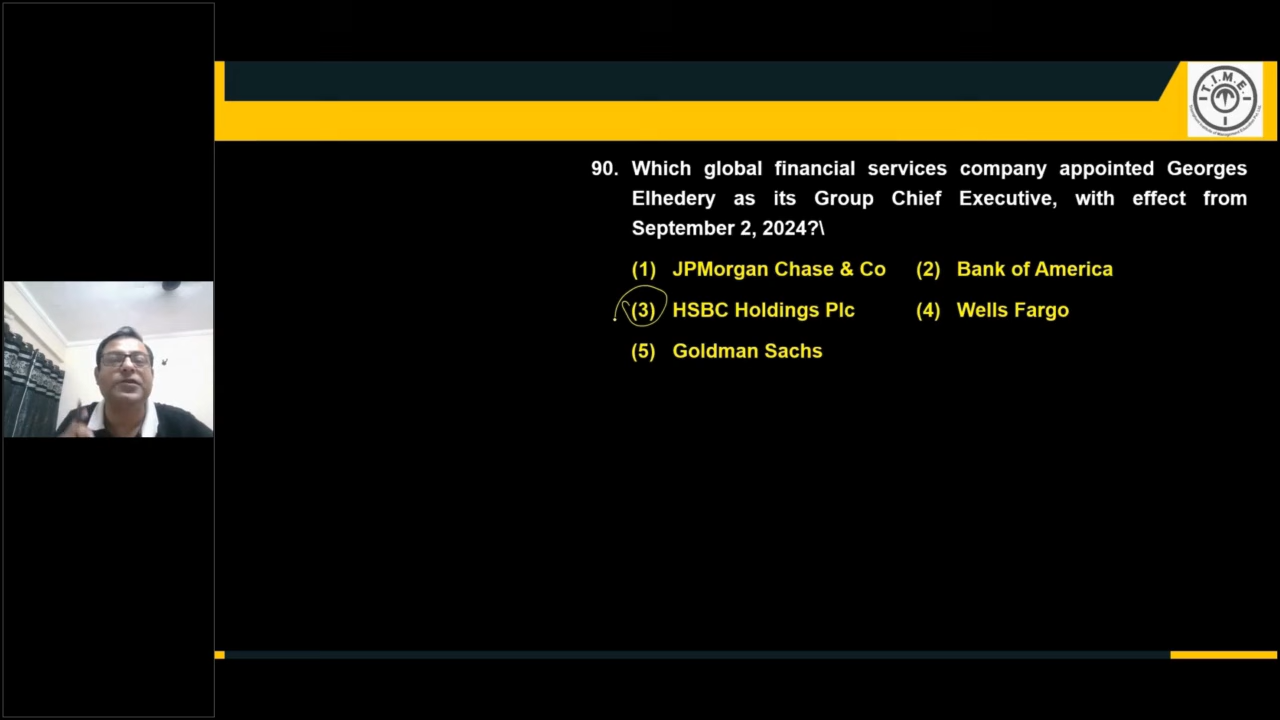 T.I.M.E.
90. Which global financial services company appointed Georges
Elhedery as its Group Chief Executive, with effect from
September 2, 2024?\
(1) JPMorgan Chase & Co (2) Bank of America
(3) HSBC Holdings Plc (4) Wells Fargo
(5) Goldman Sachs